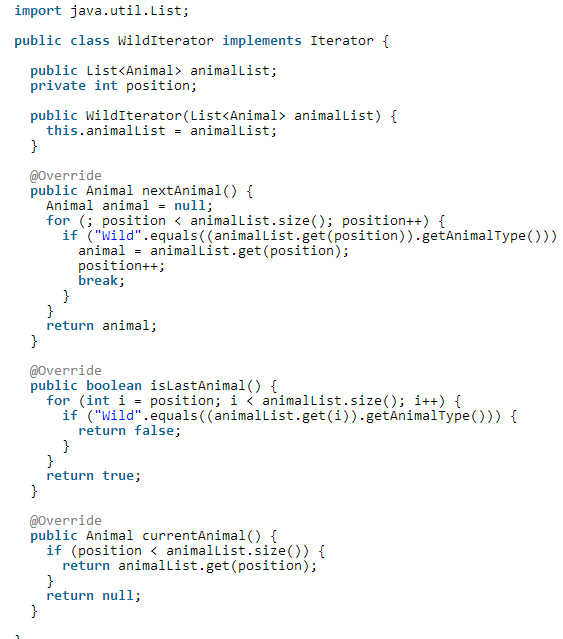 import java.util.List;
public class WildIterator implements Iterator {
public List<Animal> animalList;
private int position;
public WildIterator(List<Animal> animalList) {
this.animalList = animalList;
}
@Override
public Animal nextAnimal() {
Animal animal = null;
for (; position < animalList.size(); position++) {
if ("Wild".equals((animalList.get(position)).getAnimalType()))
animal = animalList.get(position);
position++;
break;
}
}
return animal;
}
@Override
public boolean isLastAnimal() {
for (int i = position; i < animalList.size(); i++) {
if ("Wild".equals((animalList.get(i)).getAnimalType())) {
return false;
}
}
return true;
}
@Override
public Animal currentAnimal() {
if (position < animalList.size()) {
return animalList.get(position);
}
return null;
}
}